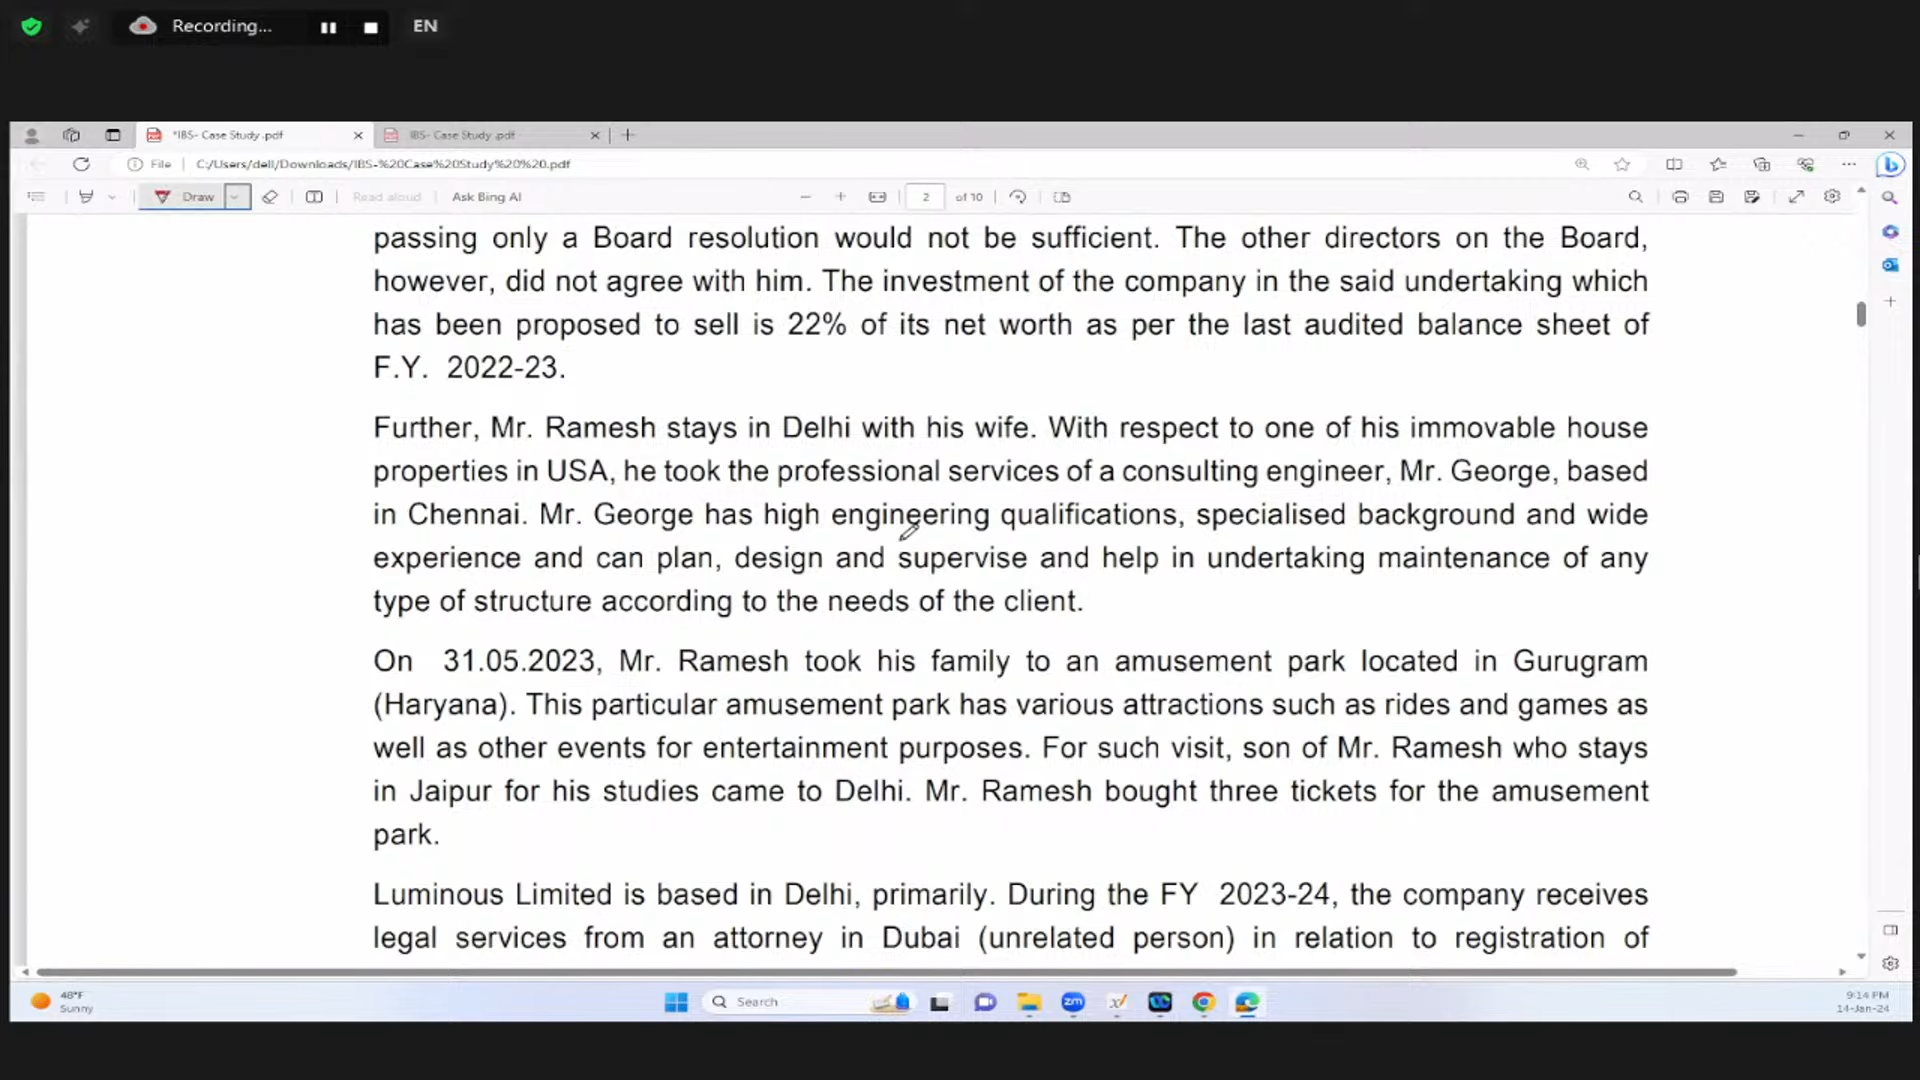 Recording...
EN
*IBS- Case Study .pdf
IBS- Case Study .pdf
File
C:/Users/dell/Downloads/IBS-%20Case%20Study%20%20.pdf
Draw
Read aloud
Ask Bing AI
2
of 10
passing only a Board resolution would not be sufficient. The other directors on the Board,
however, did not agree with him. The investment of the company in the said undertaking which
has been proposed to sell is 22% of its net worth as per the last audited balance sheet of
F.Y. 2022-23.
Further, Mr. Ramesh stays in Delhi with his wife. With respect to one of his immovable house
properties in USA, he took the professional services of a consulting engineer, Mr. George, based
in Chennai. Mr. George has high engineering qualifications, specialised background and wide
experience and can plan, design and supervise and help in undertaking maintenance of any
type of structure according to the needs of the client.
On 31.05.2023, Mr. Ramesh took his family to an amusement park located in Gurugram
(Haryana). This particular amusement park has various attractions such as rides and games as
well as other events for entertainment purposes. For such visit, son of Mr. Ramesh who stays
in Jaipur for his studies came to Delhi. Mr. Ramesh bought three tickets for the amusement
park.
Luminous Limited is based in Delhi, primarily. During the FY 2023-24, the company receives
legal services from an attorney in Dubai (unrelated person) in relation to registration of
48°F
Sunny
Search
zm
9:14 PM
14-Jan-24